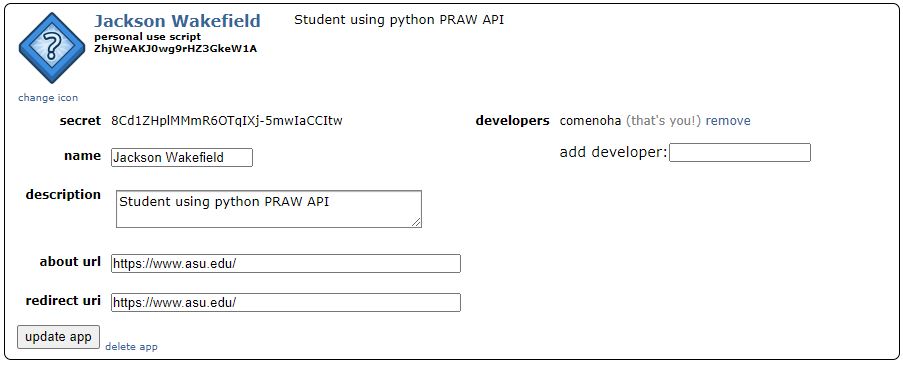 Jackson Wakefield
Student using python PRAW API
personal use script
ZhjWeAKJ0wg9rHZ3GkeW1A
change icon
secret 8Cd1ZHplMMmR6OTqIXj-5mwIaCCItw
developers comenoha (that's you!) remove
name Jackson Wakefield
add developer:
description Student using python PRAW API
about url https://www.asu.edu/
redirect uri https://www.asu.edu/
update app delete app